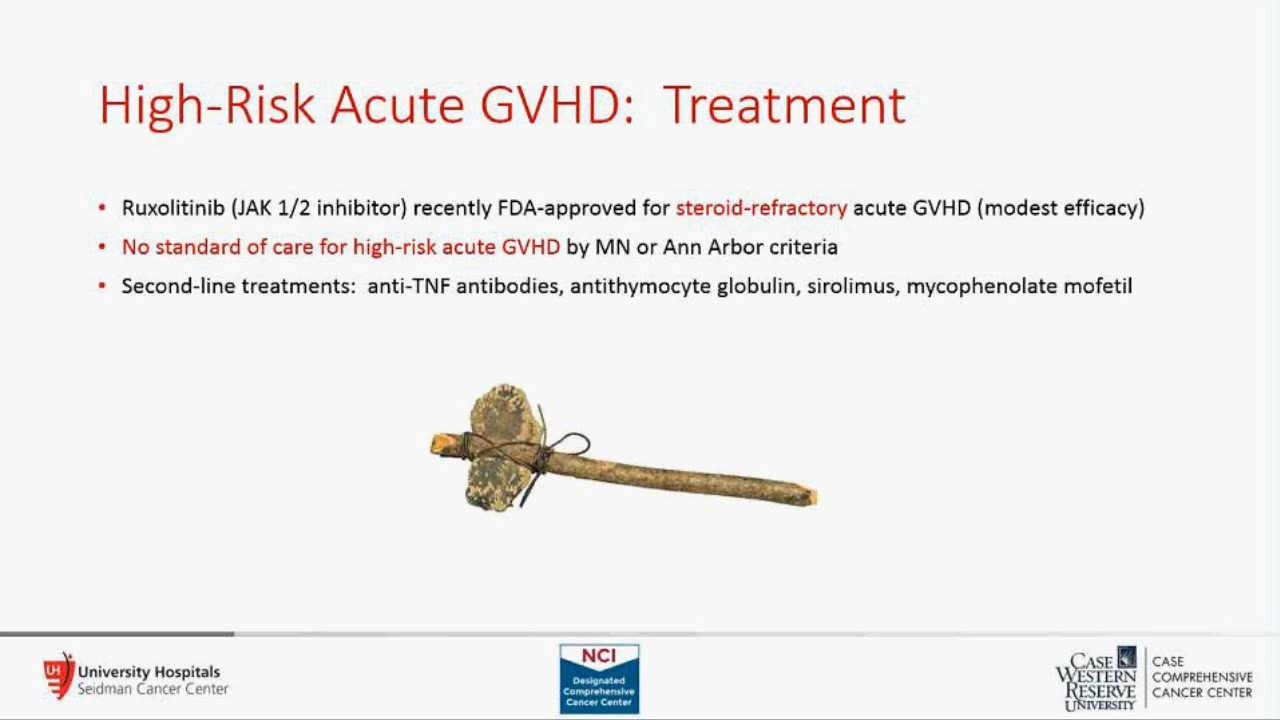 High-Risk Acute GVHD: Treatment
• Ruxolitinib (JAK 1/2 inhibitor) recently FDA-approved for steroid-refractory acute GVHD (modest efficacy)
• No standard of care for high-risk acute GVHD by MN or Ann Arbor criteria
• Second-line treatments: anti-TNF antibodies, antithymocyte globulin, sirolimus, mycophenolate mofetil
UH
University Hospitals
Seidman Cancer Center
NCI
Designated
Comprehensive
Cancer Center
CASE
WESTERN
RESERVE
UNIVERSITY
CASE
COMPREHENSIVE
CANCER CENTER